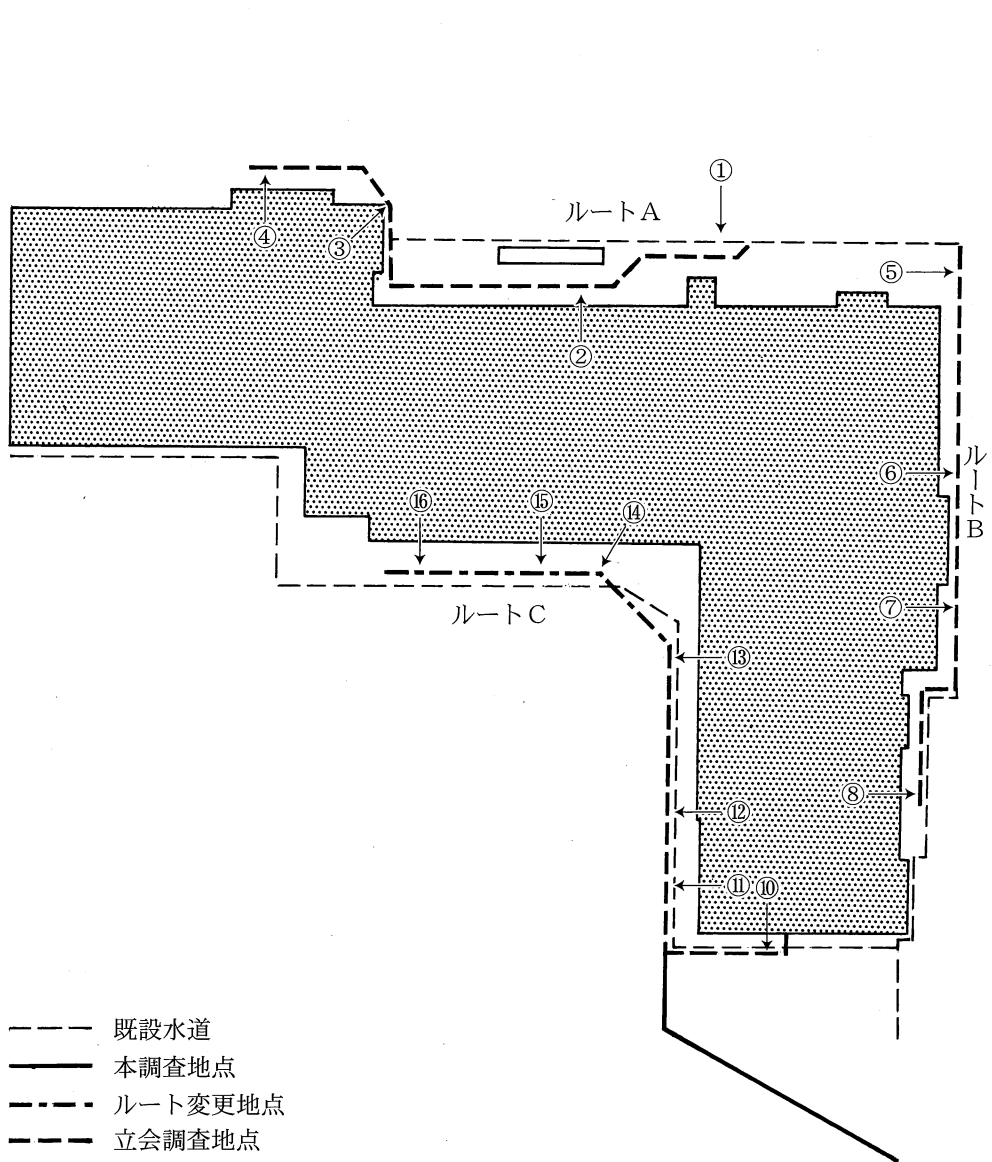 ①
ルートA
④
③
⑤
②
ルートB
⑥
⑯
⑮
⑭
⑦
ルートC
⑬
⑧
⑫
⑪
⑩
既設水道
本調査地点
ルート変更地点
立会調査地点